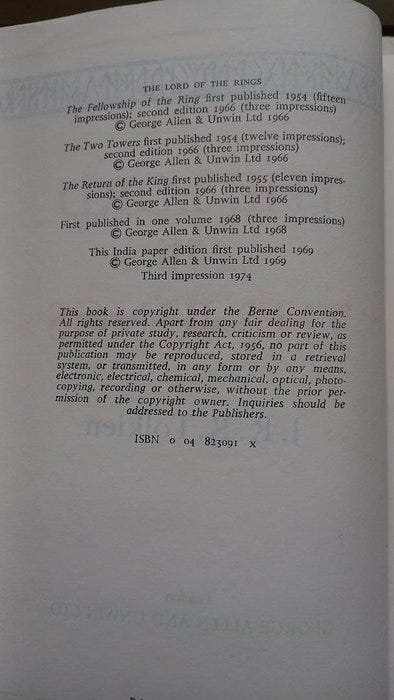 THE LORD OF THE RINGS
The Fellowship of the Ring first published 1954 (fifteen
impressions); second edition 1966 (three impressions)
© George Allen & Unwin Ltd 1966
The Two Towers first published 1954 (twelve impressions);
second edition 1966 (three impressions)
© George Allen & Unwin Ltd 1966
The Return of the King first published 1955 (eleven impres-
sions); second edition 1966 (three impressions)
© George Allen & Unwin Ltd 1966
First published in one volume 1968 (three impressions)
© George Allen & Unwin Ltd 1968
This India paper edition first published 1969
© George Allen & Unwin Ltd 1969
Third impression 1974
This book is copyright under the Berne Convention.
All rights reserved. Apart from any fair dealing for the
purpose of private study, research, criticism or review, as
permitted under the Copyright Act, 1956, no part of this
publication may be reproduced, stored in a retrieval
system, or transmitted, in any form or by any means,
electronic, electrical, chemical, mechanical, optical, photo-
copying, recording or otherwise, without the prior per-
mission of the copyright owner. Inquiries should be
addressed to the Publishers.
ISBN 0 04 823091 X
J. R. R. Tolkien
GEORGE ALLEN AND UNWIN LTD